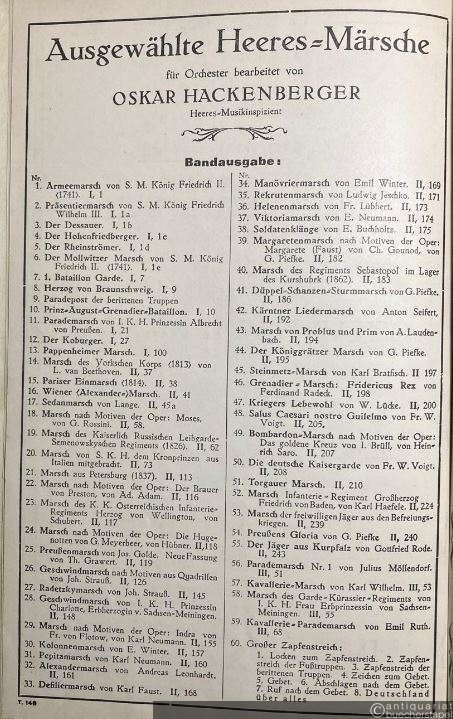 Ausgewählte Heeres=Märsche
für Orchester bearbeitet von
OSKAR HACKENBERGER
Heeres=Musikinspizient
Bandausgabe:
Nr.
1. Armeemarsch von S. M. König Friedrich II.
(1741). I, 1
2. Präsentiermarsch von S. M. König Friedrich
Wilhelm III. I, 1a
3. Der Dessauer. I, 1b
4. Der Hohenfriedberger. I, 1c
5. Der Rheinströmer. I, 1d
6. Der Mollwitzer Marsch von S. M. König
Friedrich II. (1741). I, 1e
7. 1. Bataillon Garde. I, 7
8. Herzog von Braunschweig. I, 9
9. Paradepost der berittenen Truppen
10. Prinz=August=Grenadier=Bataillon. I, 10
11. Parademarsch von I. K. H. Prinzessin Albrecht
von Preußen. I, 21
12. Der Koburger. I, 27
13. Pappenheimer Marsch. I, 100
14. Marsch des Yorkschen Korps (1813) von
L. van Beethoven. II, 37
15. Pariser Einmarsch (1814). II, 38
16. Wiener (Alexander=)Marsch. II, 41
17. Sedanmarsch von Lange. II, 45a
18. Marsch nach Motiven der Oper: Moses,
von G. Rossini. II, 58.
19. Marsch des Kaiserlich Russischen Leibgarde=
Semenowskyschen Regiments (1826). II, 62
20. Marsch von S. K. H. dem Kronprinzen aus
Italien mitgebracht. II, 73
21. Marsch aus Petersburg (1837). II, 113
22. Marsch nach Motiven der Oper: Der Brauer
von Preston, von Ad. Adam. II, 116
23. Marsch des K. K. Österreichischen Infanterie=
Regiments Herzog von Wellington, von
Schubert. II, 117
24. Marsch nach Motiven der Oper: Die Huge=
notten von G. Meyerbeer, von Hübner. II, 118
25. Preußenmarsch von Jos. Golde. Neue Fassung
von Th. Grawert. II, 119
26. Geschwindmarsch nach Motiven aus Quadrillen
von Joh. Strauß. II, 126
27. Radetzkymarsch von Joh. Strauß. II, 145
28. Geschwindmarsch von I. K. H. Prinzessin
Charlotte, Erbherzogin v. Sachsen=Meiningen.
II, 148
29. Marsch nach Motiven der Oper: Indra von
Fr. von Flotow, von Karl Neumann. II, 155
30. Kolonnenmarsch von E. Winter. II, 157
31. Pepitamarsch von Karl Neumann. II, 160
32. Alexandermarsch von Andreas Leonhardt.
II, 161
33. Defiliermarsch von Karl Faust. II, 168
T. 168
Nr.
34. Manövriermarsch von Emil Winter. II, 169
35. Rekrutenmarsch von Ludwig Jeschko. II, 171
36. Helenenmarsch von Fr. Lübbert. II, 173
37. Viktoriamarsch von E. Neumann. II, 174
38. Soldatenklänge von E. Buchholtz. II, 175
39. Margaretenmarsch nach Motiven der Oper:
Margarete (Faust) von Ch. Gounod, von
G. Piefke. II, 182
40. Marsch des Regiments Sebastopol im Lager
des Kurshubrk (1862). II, 183
41. Düppel=Schanzen=Sturmmarsch von G. Piefke.
II, 186
42. Kärntner Liedermarsch von Anton Seifert,
II, 192
43. Marsch von Problus und Prim von A. Lauden=
bach. II, 194
44. Der Königgrätzer Marsch von G. Piefke.
II, 195
45. Steinmetz=Marsch von Karl Bratfisch. II 197
46. Grenadier=Marsch: Fridericus Rex von
Ferdinand Radeck. II, 198
47. Kriegers Lebewohl von W. Lücke. II, 200
48. Salus Caesari nostro Guilelmo von Fr. W.
Voigt. II, 205.
49. Bombardon=Marsch nach Motiven der Oper:
Das goldene Kreuz von I. Brüll, von Hein=
rich Saro. II, 207
50. Die deutsche Kaisergarde von Fr. W. Voigt.
II, 208
51. Torgauer Marsch. II, 210
52. Marsch Infanterie=Regiment Großherzog
Friedrich von Baden, von Karl Haefele. II, 224
53. Marsch der freiwilligen Jäger aus den Befreiungs=
kriegen. II, 239
54. Preußens Gloria von G. Piefke II, 240
55. Der Jäger aus Kurpfalz von Gottfried Rode.
II, 243
56. Parademarsch Nr. 1 von Julius Möllendorf.
III, 51
57. Kavallerie=Marsch von Karl Wilhelm. III, 53
58. Marsch des Garde=Kürassier=Regiments von
I. K. H. Frau Erbprinzessin von Sachsen=
Meiningen. III, 55
59. Kavallerie=Parademarsch von Emil Ruth.
III, 68
60. Großer Zapfenstreich:
1. Locken zum Zapfenstreich. 2. Zapfen=
streich der Fußtruppen. 3. Zapfenstreich der
berittenen Truppen. 4. Zeichen zum Gebet.
5. Gebet. 6. Abschlagen nach dem Gebet.
7. Ruf nach dem Gebet. 8. Deutschland
über alles
antiquariat
buecherstapel